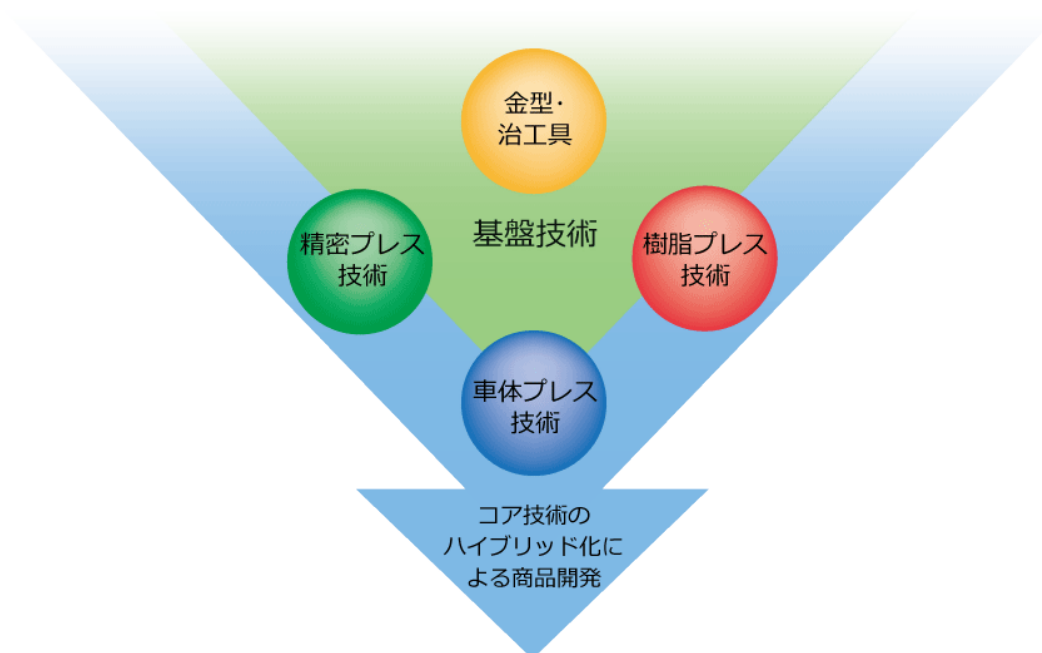 金型・
治工具
基盤技術
精密プレス
技術
樹脂プレス
技術
車体プレス
技術
コア技術の
ハイブリッド化に
よる商品開発